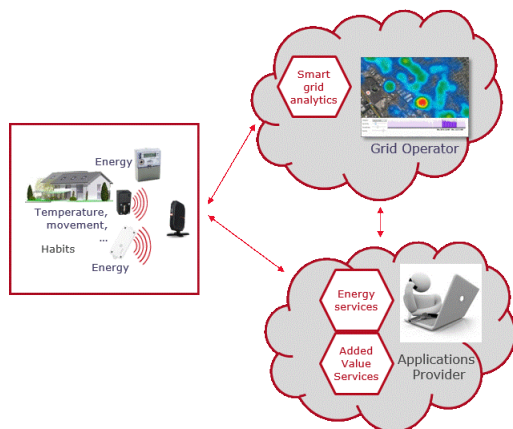 Smart
grid
analytics
Grid Operator
Energy
Temperature,
movement,
...
Habits
Energy
Energy
services
Added
Value
Services
Applications
Provider